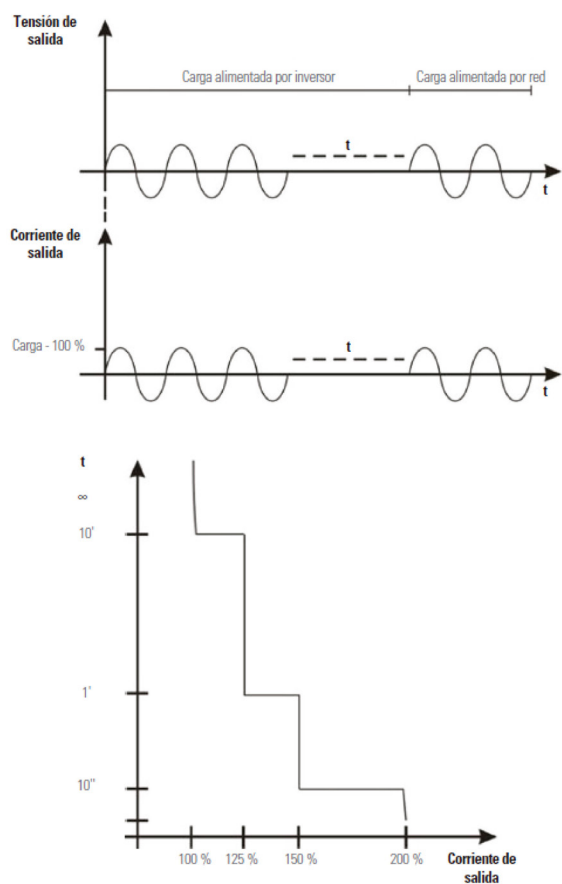 Tensión de
salida
Carga alimentada por inversor
Carga alimentada por red
t
t
Corriente de
salida
Carga - 100 %
t
t
t
∞
10'
1'
10"
100 %
125 %
150 %
200 %
Corriente de
salida